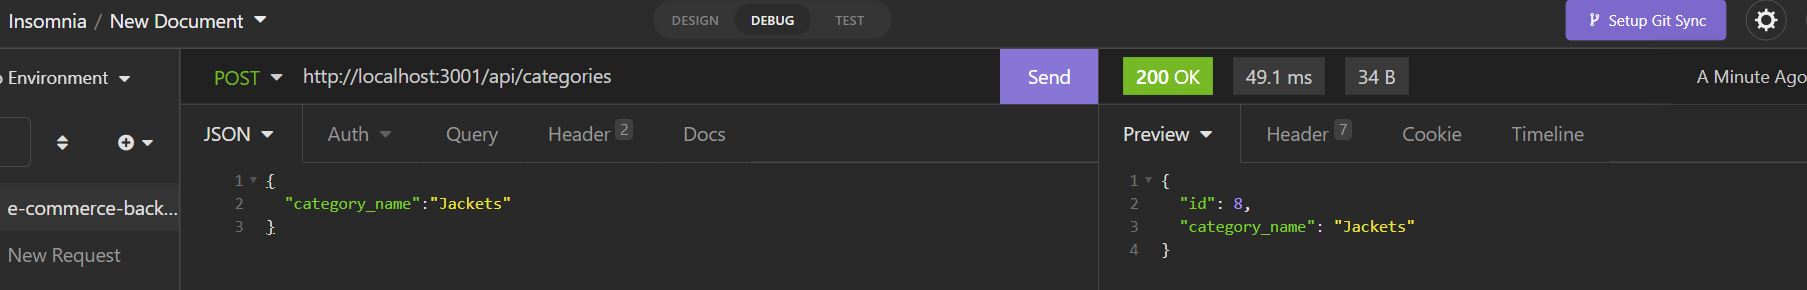 Insomnia / New Document
DESIGN DEBUG TEST
Setup Git Sync
Environment
POST http://localhost:3001/api/categories Send
200 OK 49.1 ms 34 B A Minute Ago
JSON Auth Query Header 2 Docs
Preview Header 7 Cookie Timeline
1 {
2 "category_name":"Jackets"
3 }
1 {
2 "id": 8,
3 "category_name": "Jackets"
4 }
e-commerce-back...
New Request